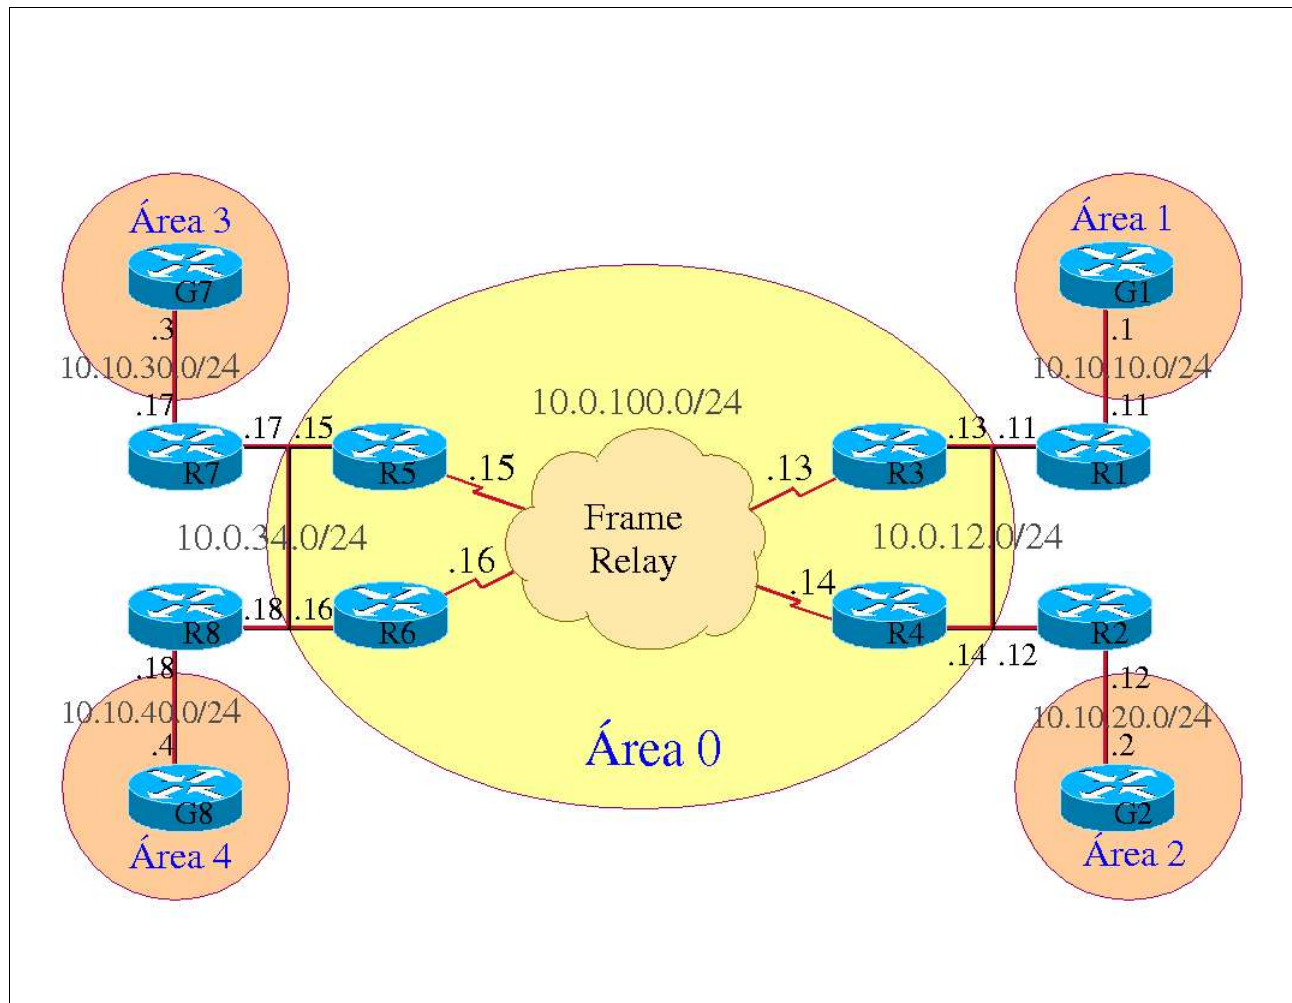 Área 3
Área 1
G7
G1
.3
.1
10.10.30.0/24
10.10.10.0/24
10.0.100.0/24
.17
.11
.17
.15
.13
.11
R7
R5
R3
R1
.15
.13
Frame
Relay
10.0.34.0/24
10.0.12.0/24
.16
.14
.18
.16
R8
R6
R4
R2
.14
.12
.18
.12
10.10.40.0/24
10.10.20.0/24
.4
.2
Área 0
G8
G2
Área 4
Área 2